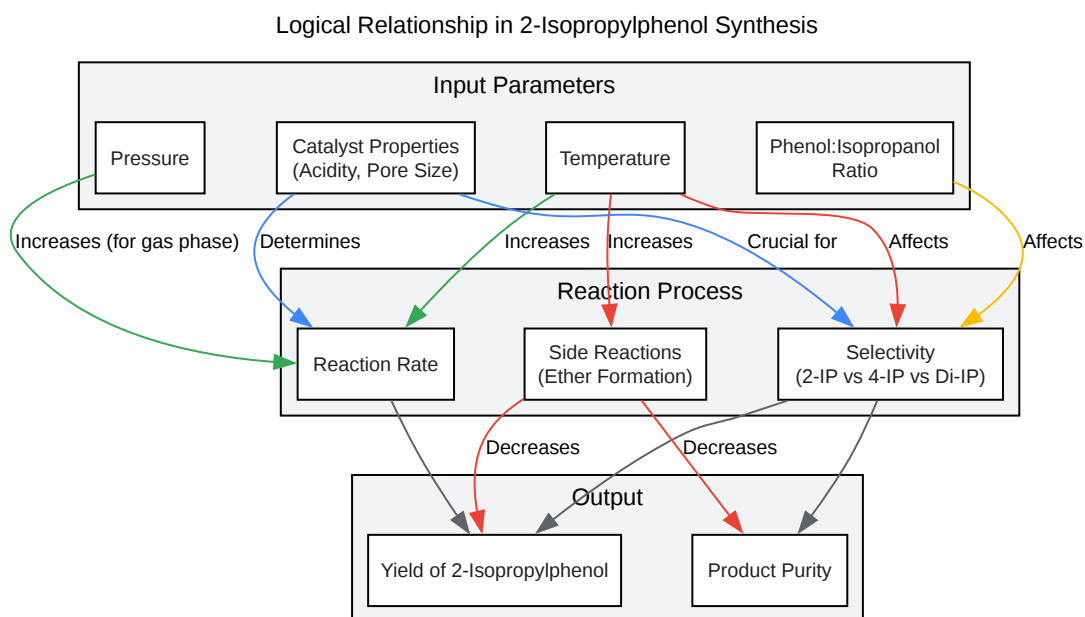 Logical Relationship in 2-Isopropylphenol Synthesis
Input Parameters
Pressure
Catalyst Properties
(Acidity, Pore Size)
Temperature
Phenol:Isopropanol
Ratio
Increases (for gas phase)
Determines
Increases
Increases
Crucial for
Affects
Affects
Reaction Process
Reaction Rate
Side Reactions
(Ether Formation)
Selectivity
(2-IP vs 4-IP vs Di-IP)
Decreases
Decreases
Output
Yield of 2-Isopropylphenol
Product Purity